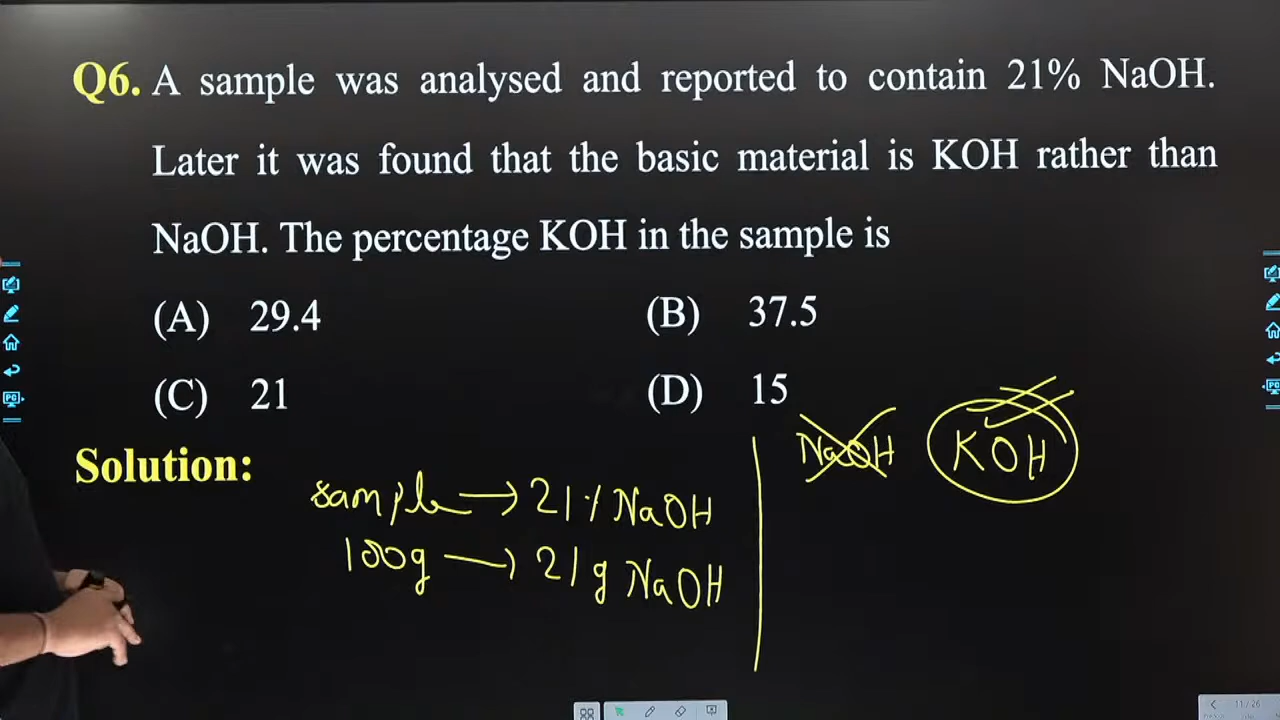 Q6. A sample was analysed and reported to contain 21% NaOH.
Later it was found that the basic material is KOH rather than
NaOH. The percentage KOH in the sample is
(A) 29.4 (B) 37.5
(C) 21 (D) 15
Solution:
sample → 21% NaOH
100g → 21g NaOH
NaOH KOH
11/26